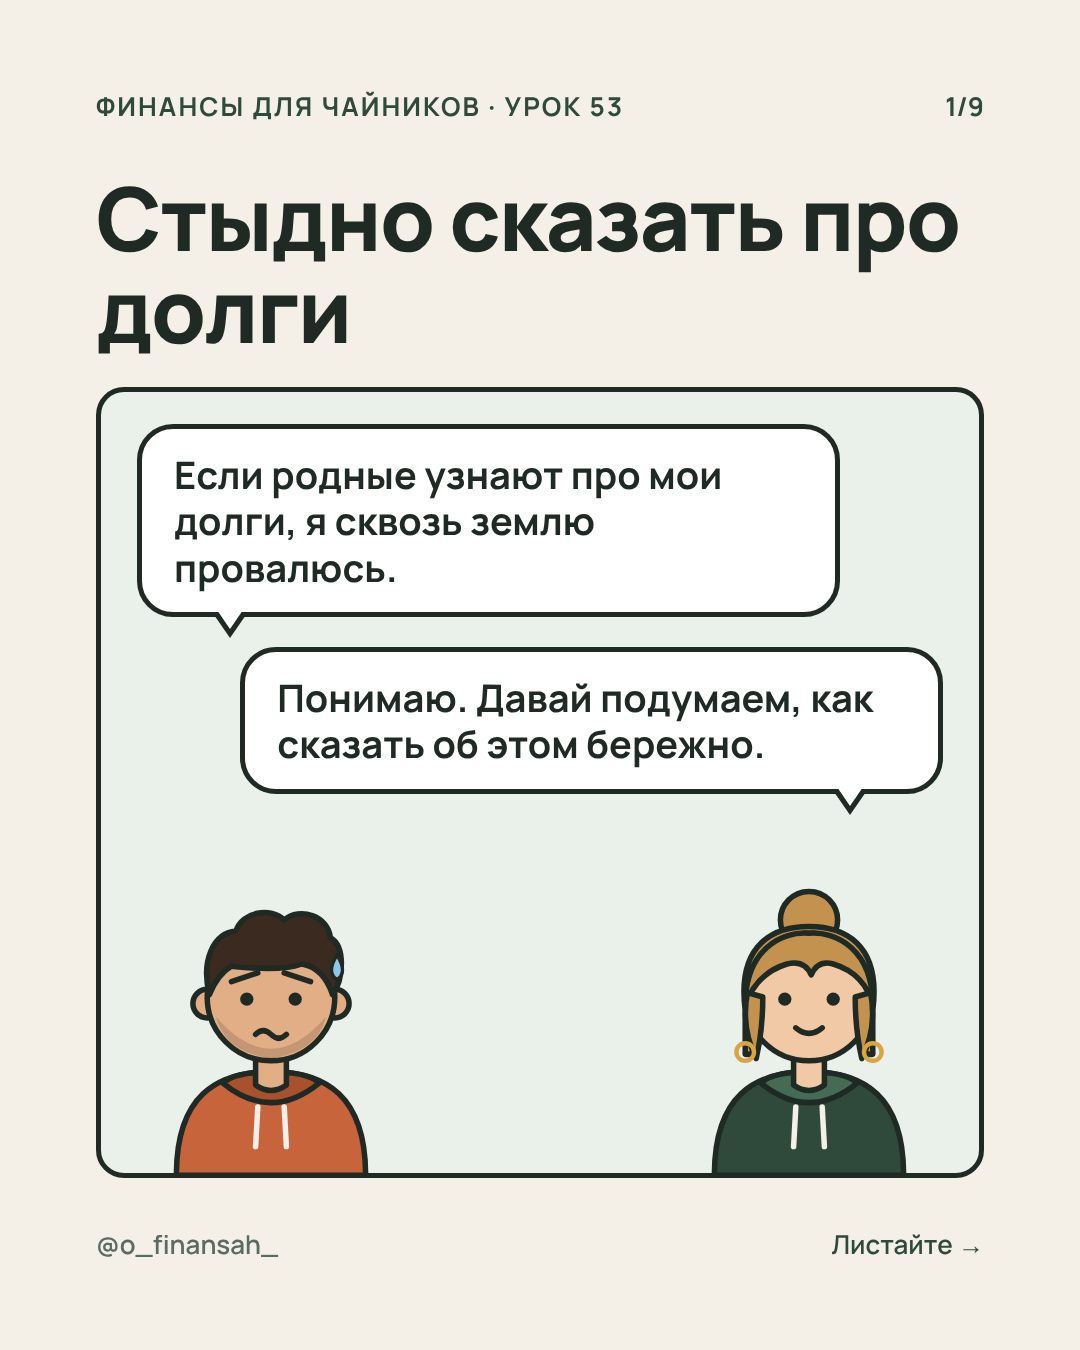 ФИНАНСЫ ДЛЯ ЧАЙНИКОВ · УРОК 53
1/9
Стыдно сказать про
долги
Если родные узнают про мои
долги, я сквозь землю
провалюсь.
Понимаю. Давай подумаем, как
сказать об этом бережно.
@o_finansah_
Листайте →